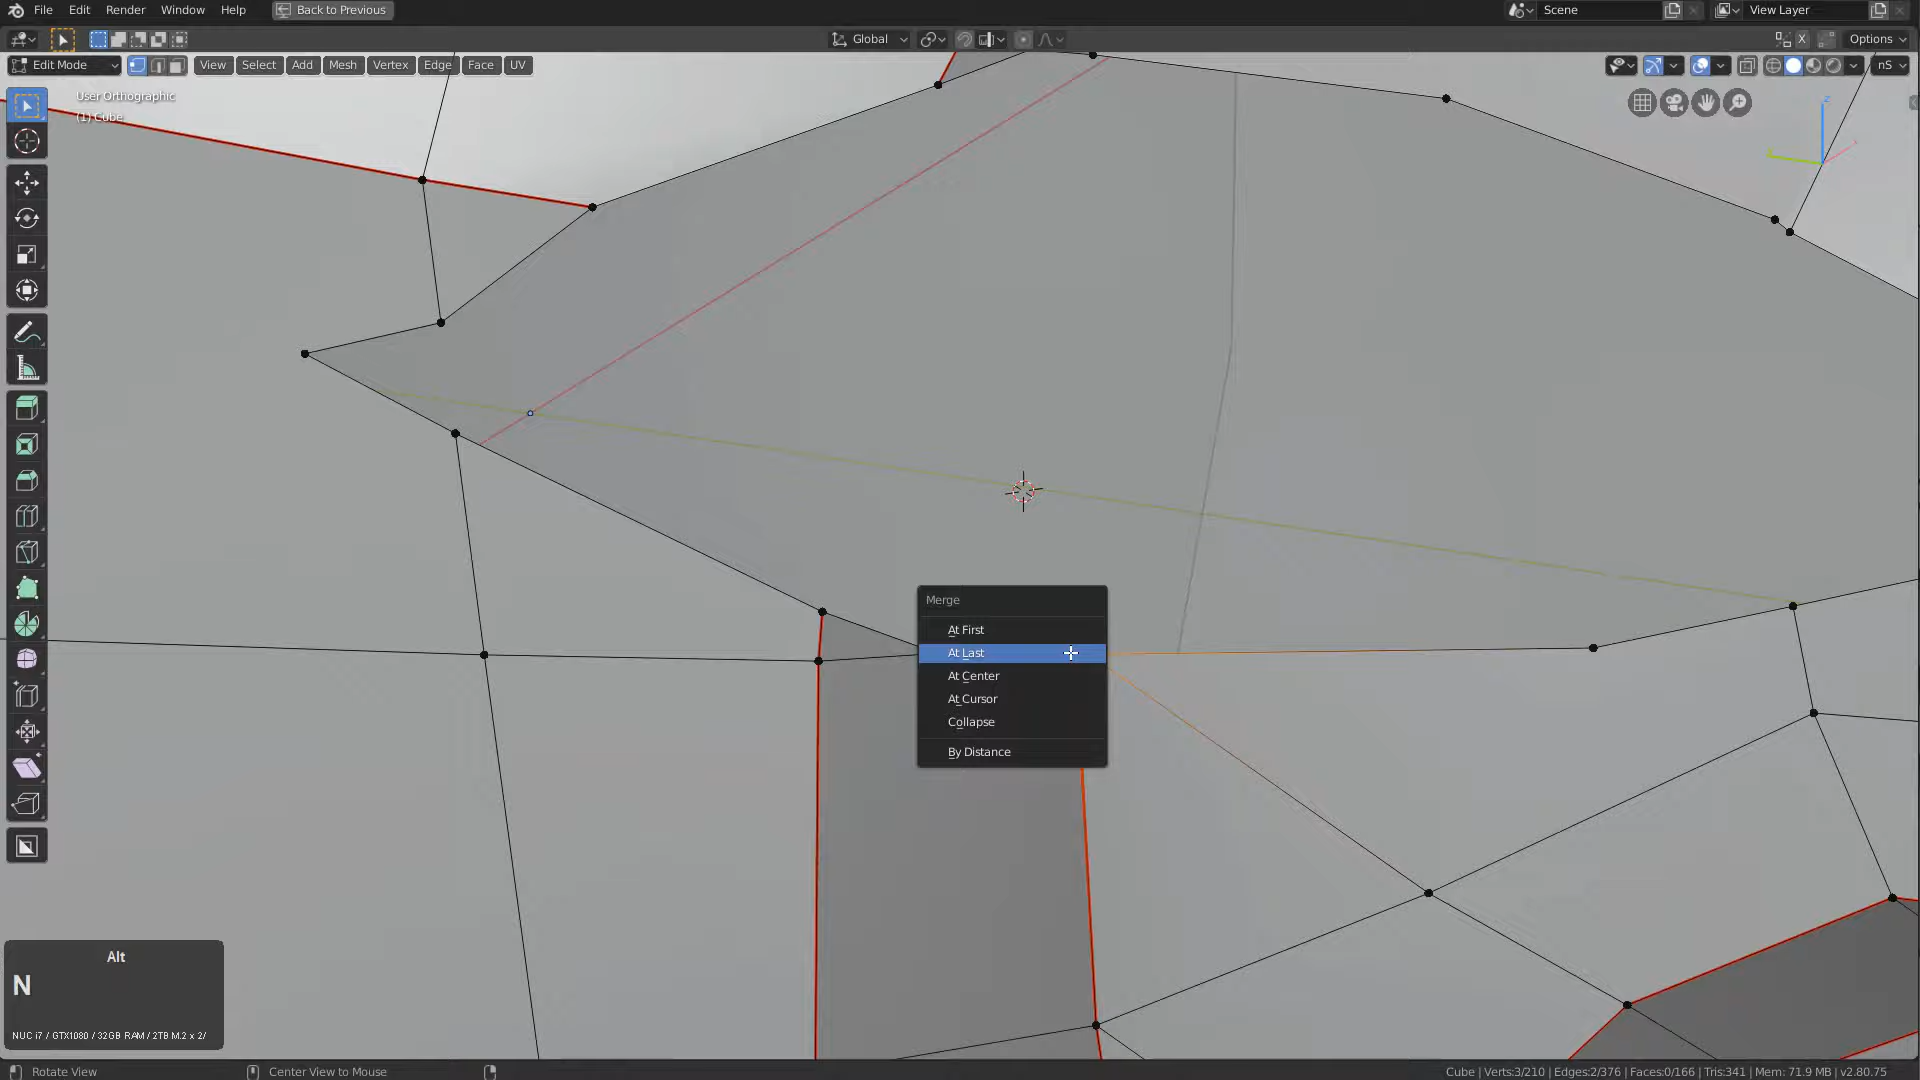 File Edit Render Window Help Back to Previous Scene View Layer
Global X Options
Edit Mode View Select Add Mesh Vertex Edge Face UV nS
User Orthographic
(1) Cube
Z
Merge
At First
At Last
At Center
At Cursor
Collapse
By Distance
Alt
N
NUC i7 / GTX1080 / 32GB RAM / 2TB M.2 x 2/
Rotate View Center View to Mouse Cube | Verts:3/210 | Edges:2/376 | Faces:0/166 | Tris:341 | Mem: 71.9 MB | v2.80.75